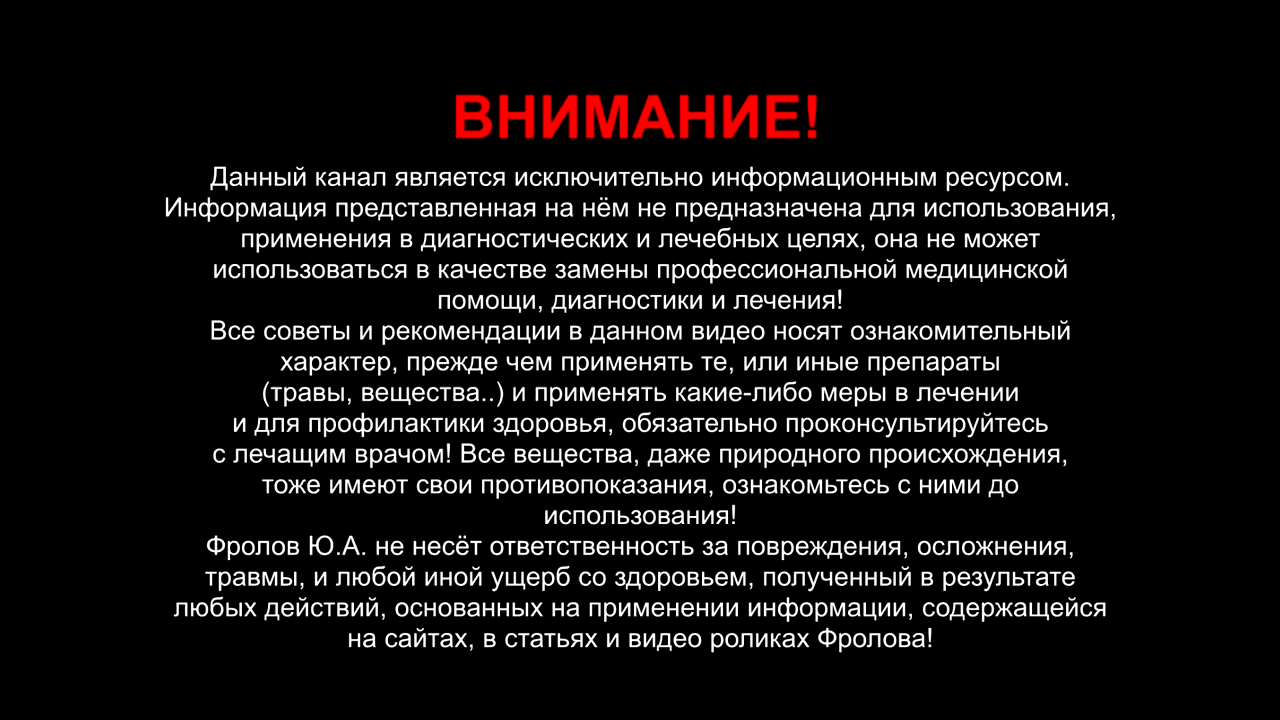 ВНИМАНИЕ!
Данный канал является исключительно информационным ресурсом.
Информация представленная на нём не предназначена для использования,
применения в диагностических и лечебных целях, она не может
использоваться в качестве замены профессиональной медицинской
помощи, диагностики и лечения!
Все советы и рекомендации в данном видео носят ознакомительный
характер, прежде чем применять те, или иные препараты
(травы, вещества..) и применять какие-либо меры в лечении
и для профилактики здоровья, обязательно проконсультируйтесь
с лечащим врачом! Все вещества, даже природного происхождения,
тоже имеют свои противопоказания, ознакомьтесь с ними до
использования!
Фролов Ю.А. не несёт ответственность за повреждения, осложнения,
травмы, и любой иной ущерб со здоровьем, полученный в результате
любых действий, основанных на применении информации, содержащейся
на сайтах, в статьях и видео роликах Фролова!